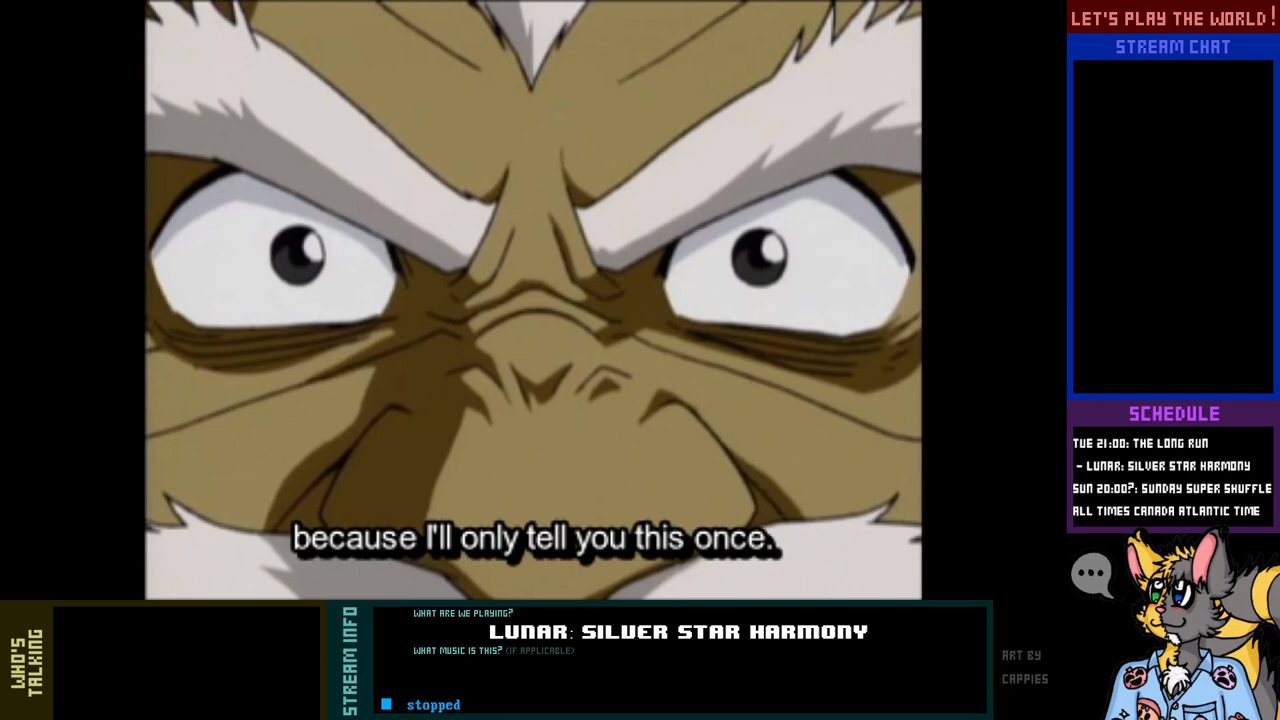 LET'S PLAY THE WORLD!
STREAM CHAT
because I'll only tell you this once.
SCHEDULE
TUE 21:00: THE LONG RUN
- LUNAR: SILVER STAR HARMONY
SUN 20:00?: SUNDAY SUPER SHUFFLE
ALL TIMES CANADA ATLANTIC TIME
WHO'S
TALKING
STREAM INFO
WHAT ARE WE PLAYING?
LUNAR: SILVER STAR HARMONY
WHAT MUSIC IS THIS? (IF APPLICABLE)
stopped
ART BY
CAPPIES